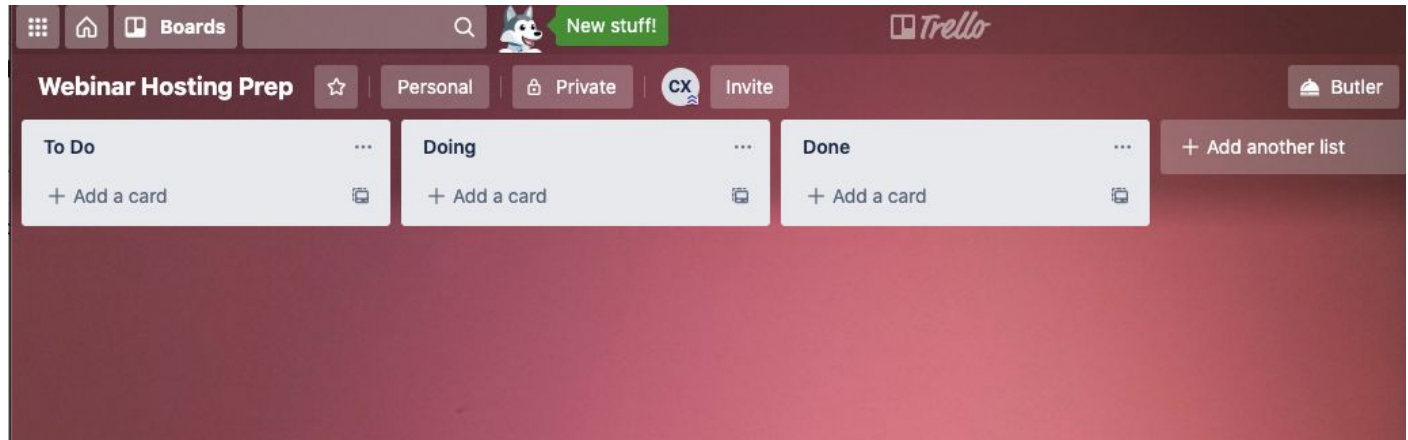 Boards
New stuff!
Trello
Webinar Hosting Prep
Personal
Private
CX
Invite
Butler
To Do
...
Doing
...
Done
...
+ Add another list
+ Add a card
+ Add a card
+ Add a card